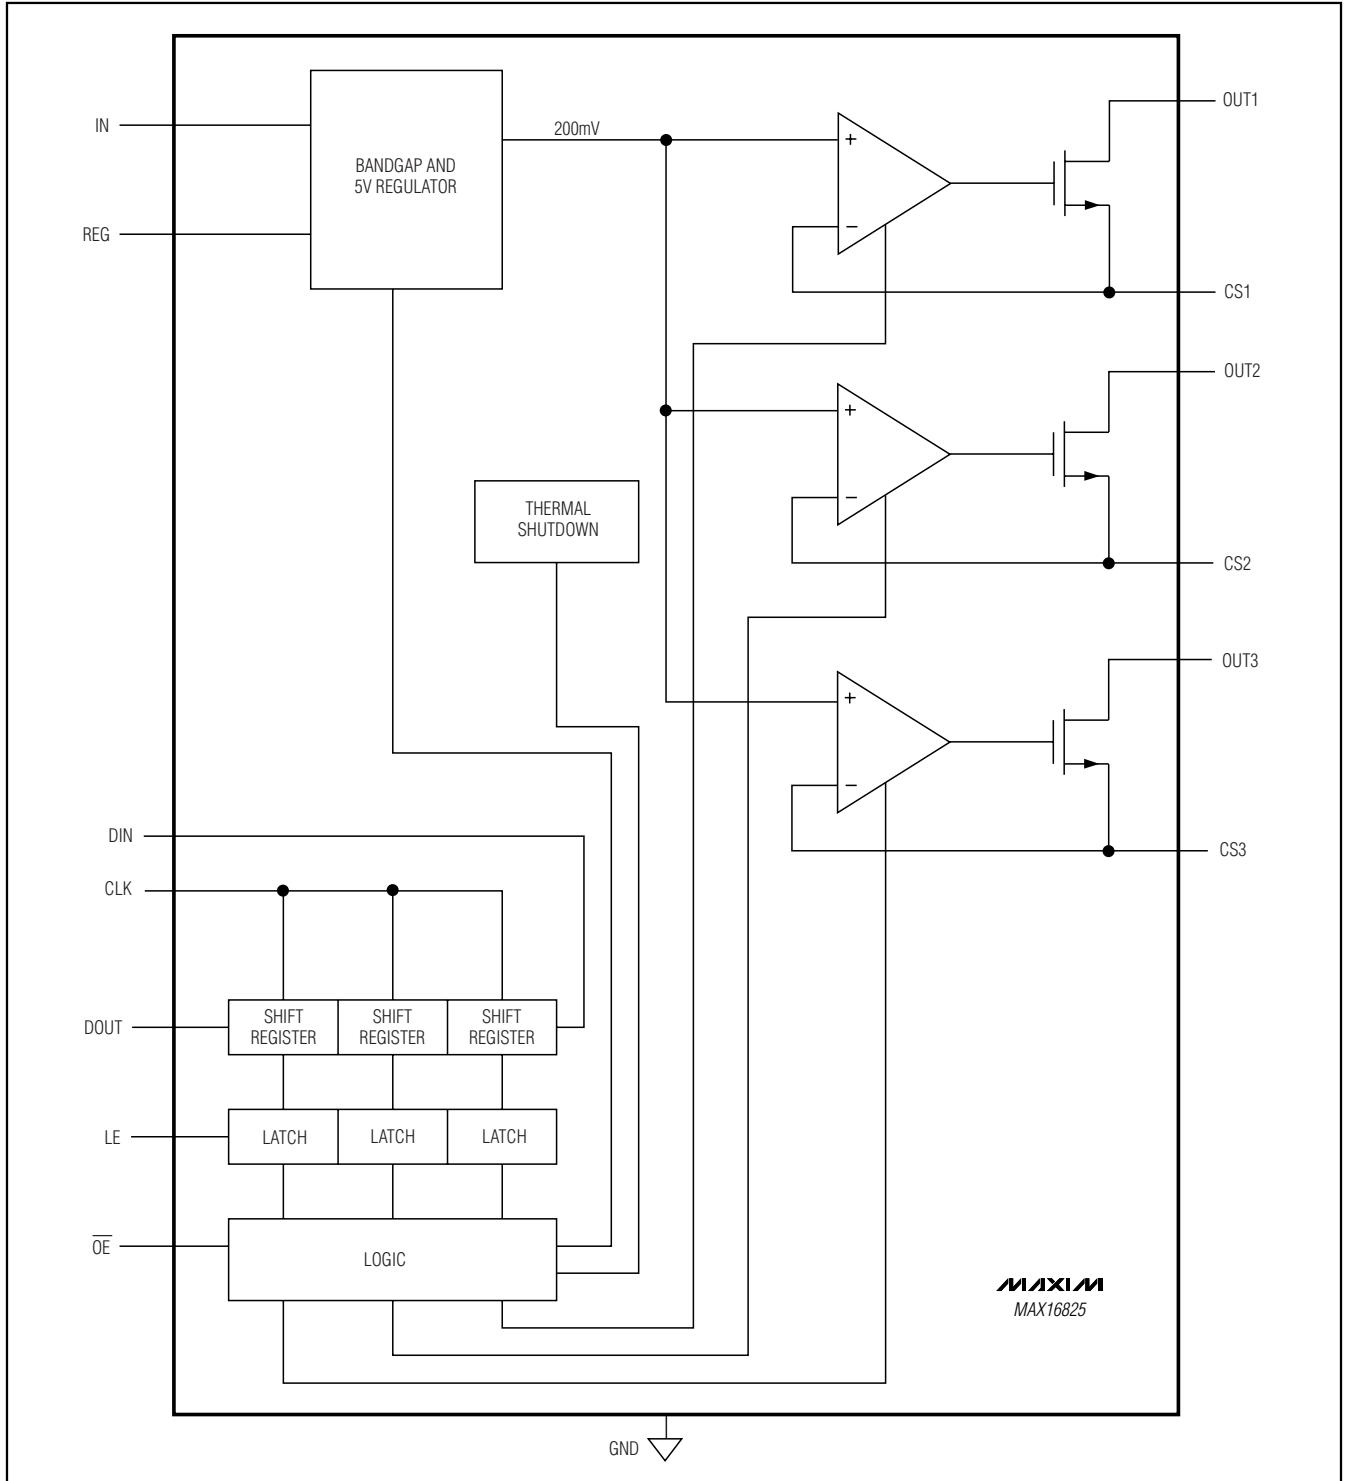 OUT1
IN
200mV
+
BANDGAP AND
5V REGULATOR
REG
−
CS1
OUT2
+
−
THERMAL
SHUTDOWN
CS2
OUT3
+
−
DIN
CS3
CLK
SHIFT
REGISTER
SHIFT
REGISTER
SHIFT
REGISTER
DOUT
LE
LATCH
LATCH
LATCH
OE
LOGIC
MAXIM
MAX16825
GND